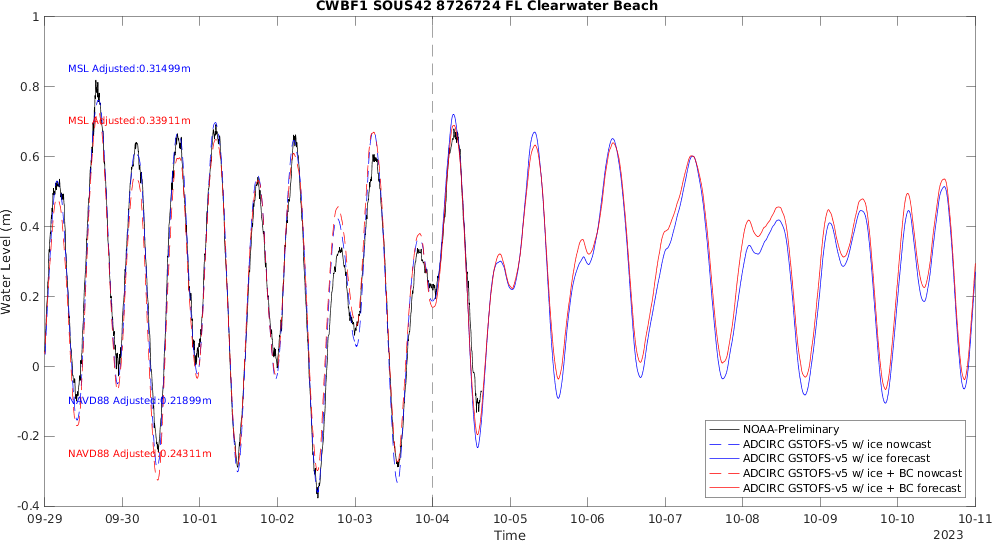 CWBF1 SOUS42 8726724 FL Clearwater Beach
1
0.8
0.6
0.4
0.2
0
-0.2
-0.4
Water Level (m)
MSL Adjusted:0.31499m
MSL Adjusted:0.33911m
NAVD88 Adjusted:0.21899m
NAVD88 Adjusted:0.24311m
NOAA-Preliminary
ADCIRC GSTOFS-v5 w/ ice nowcast
ADCIRC GSTOFS-v5 w/ ice forecast
ADCIRC GSTOFS-v5 w/ ice + BC nowcast
ADCIRC GSTOFS-v5 w/ ice + BC forecast
09-29 09-30 10-01 10-02 10-03 10-04 10-05 10-06 10-07 10-08 10-09 10-10 10-11
Time
2023